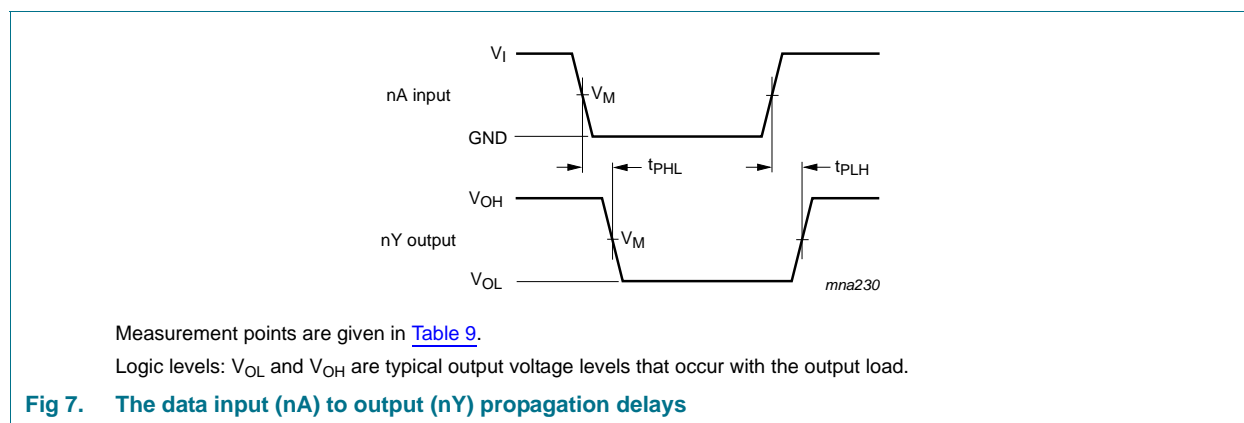 V_I
nA input
V_M
GND
t_PHL
t_PLH
V_OH
nY output
V_M
V_OL
mna230
Measurement points are given in Table 9.
Logic levels: V_OL and V_OH are typical output voltage levels that occur with the output load.
Fig 7. The data input (nA) to output (nY) propagation delays